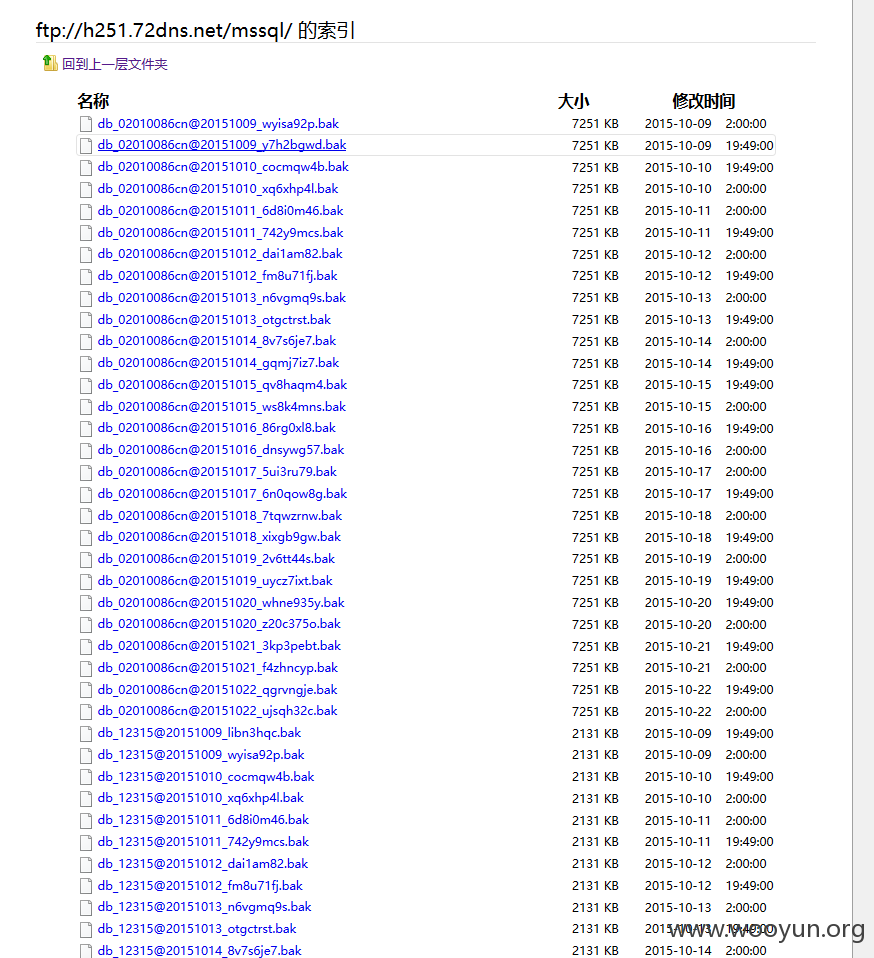 ftp://h251.72dns.net/mssql/ 的索引
回到上一层文件夹
名称 大小 修改时间
db_02010086cn@20151009_wyisa92p.bak 7251 KB 2015-10-09 2:00:00
db_02010086cn@20151009_y7h2bgwd.bak 7251 KB 2015-10-09 19:49:00
db_02010086cn@20151010_cocmqw4b.bak 7251 KB 2015-10-10 19:49:00
db_02010086cn@20151010_xq6xhp4l.bak 7251 KB 2015-10-10 2:00:00
db_02010086cn@20151011_6d8i0m46.bak 7251 KB 2015-10-11 2:00:00
db_02010086cn@20151011_742y9mcs.bak 7251 KB 2015-10-11 19:49:00
db_02010086cn@20151012_dai1am82.bak 7251 KB 2015-10-12 2:00:00
db_02010086cn@20151012_fm8u71fj.bak 7251 KB 2015-10-12 19:49:00
db_02010086cn@20151013_n6vgmq9s.bak 7251 KB 2015-10-13 2:00:00
db_02010086cn@20151013_otgctrst.bak 7251 KB 2015-10-13 19:49:00
db_02010086cn@20151014_8v7s6je7.bak 7251 KB 2015-10-14 2:00:00
db_02010086cn@20151014_gqmj7iz7.bak 7251 KB 2015-10-14 19:49:00
db_02010086cn@20151015_qv8haqm4.bak 7251 KB 2015-10-15 19:49:00
db_02010086cn@20151015_ws8k4mns.bak 7251 KB 2015-10-15 2:00:00
db_02010086cn@20151016_86rg0xl8.bak 7251 KB 2015-10-16 19:49:00
db_02010086cn@20151016_dnsywg57.bak 7251 KB 2015-10-16 2:00:00
db_02010086cn@20151017_5ui3ru79.bak 7251 KB 2015-10-17 2:00:00
db_02010086cn@20151017_6n0qow8g.bak 7251 KB 2015-10-17 19:49:00
db_02010086cn@20151018_7tqwzrnw.bak 7251 KB 2015-10-18 2:00:00
db_02010086cn@20151018_xixgb9gw.bak 7251 KB 2015-10-18 19:49:00
db_02010086cn@20151019_2v6tt44s.bak 7251 KB 2015-10-19 2:00:00
db_02010086cn@20151019_uycz7ixt.bak 7251 KB 2015-10-19 19:49:00
db_02010086cn@20151020_whne935y.bak 7251 KB 2015-10-20 19:49:00
db_02010086cn@20151020_z20c375o.bak 7251 KB 2015-10-20 2:00:00
db_02010086cn@20151021_3kp3pebt.bak 7251 KB 2015-10-21 19:49:00
db_02010086cn@20151021_f4zhncyp.bak 7251 KB 2015-10-21 2:00:00
db_02010086cn@20151022_qgrvngje.bak 7251 KB 2015-10-22 19:49:00
db_02010086cn@20151022_ujsqh32c.bak 7251 KB 2015-10-22 2:00:00
db_12315@20151009_libn3hqc.bak 2131 KB 2015-10-09 19:49:00
db_12315@20151009_wyisa92p.bak 2131 KB 2015-10-09 2:00:00
db_12315@20151010_cocmqw4b.bak 2131 KB 2015-10-10 19:49:00
db_12315@20151010_xq6xhp4l.bak 2131 KB 2015-10-10 2:00:00
db_12315@20151011_6d8i0m46.bak 2131 KB 2015-10-11 2:00:00
db_12315@20151011_742y9mcs.bak 2131 KB 2015-10-11 19:49:00
db_12315@20151012_dai1am82.bak 2131 KB 2015-10-12 2:00:00
db_12315@20151012_fm8u71fj.bak 2131 KB 2015-10-12 19:49:00
db_12315@20151013_n6vgmq9s.bak 2131 KB 2015-10-13 2:00:00
db_12315@20151013_otgctrst.bak 2131 KB 2015-10-13 19:49:00
www.wooyun.org
db_12315@20151014_8v7s6je7.bak 2131 KB 2015-10-14 2:00:00